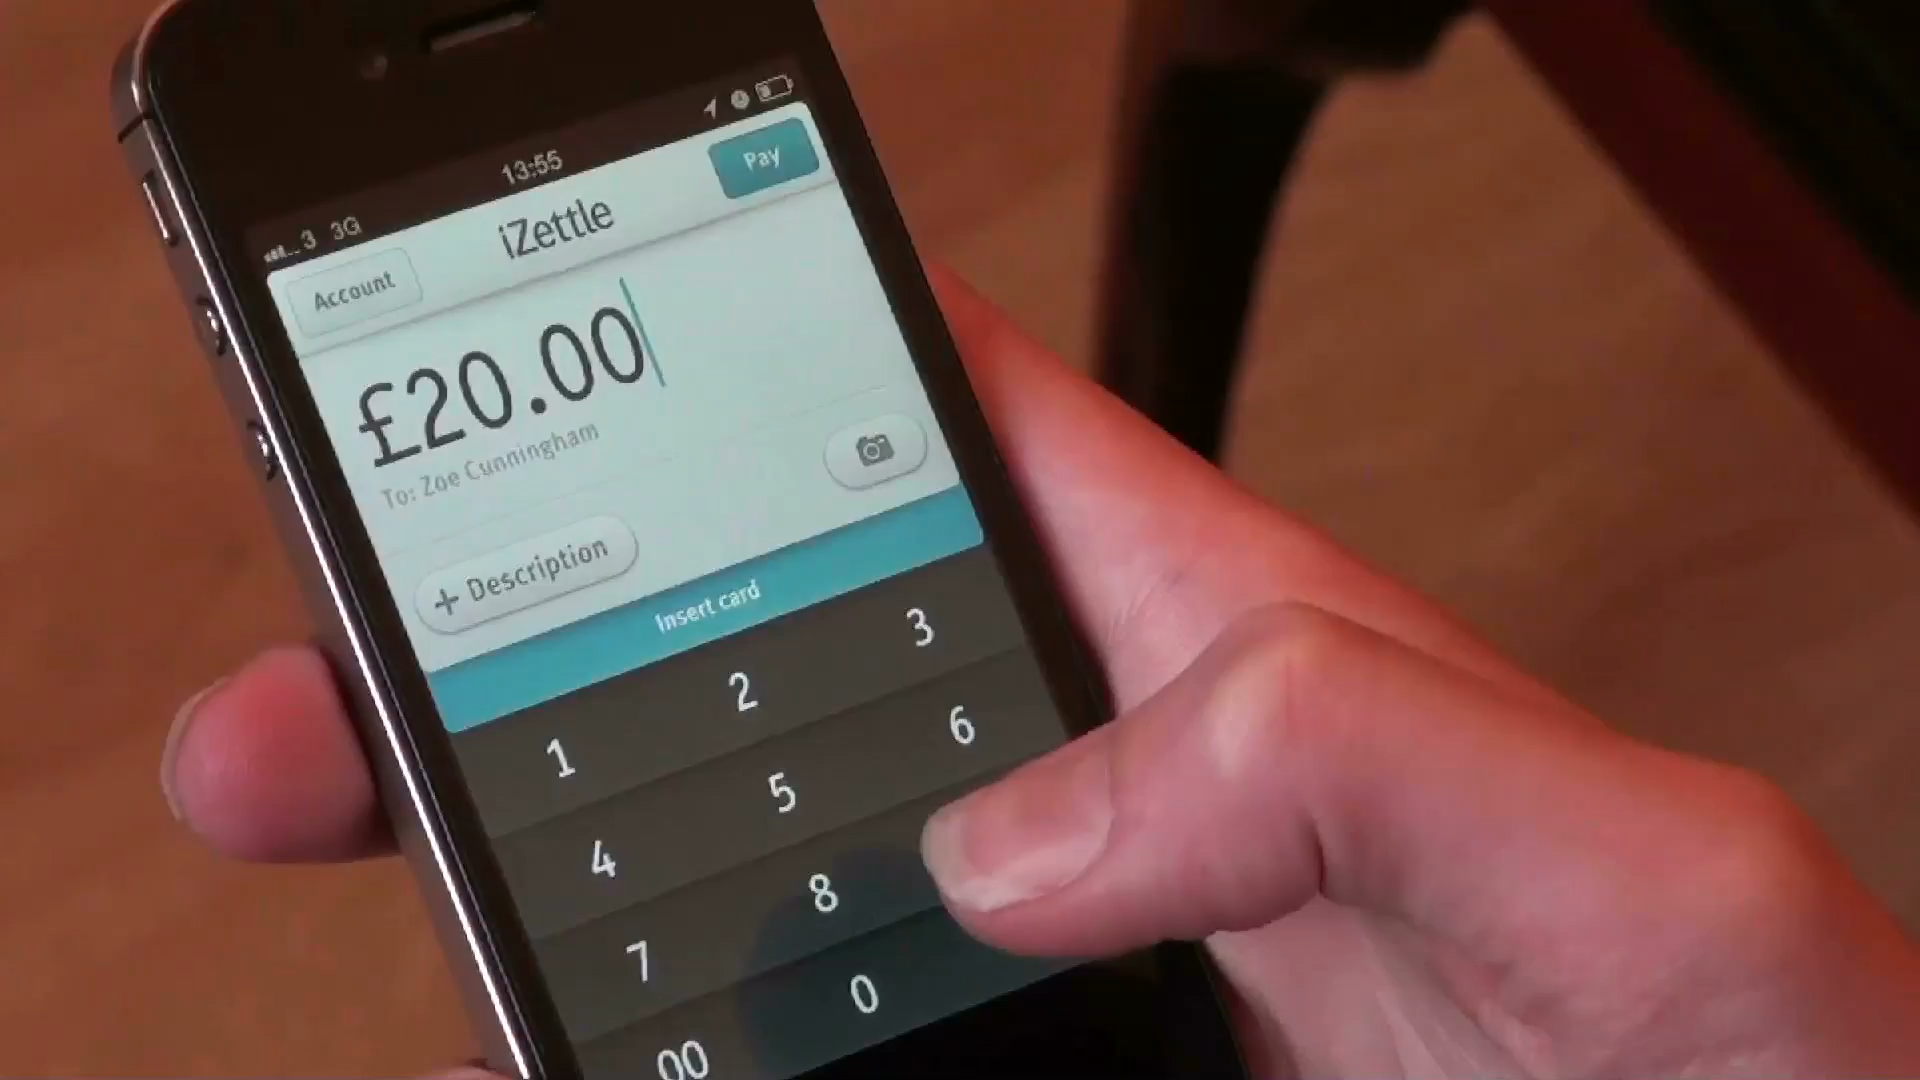 3 3G 13:55
Account iZettle Pay
£20.00
To: Zoe Cunningham
+ Description
Insert card
1 2 3
4 5 6
7 8
00 0